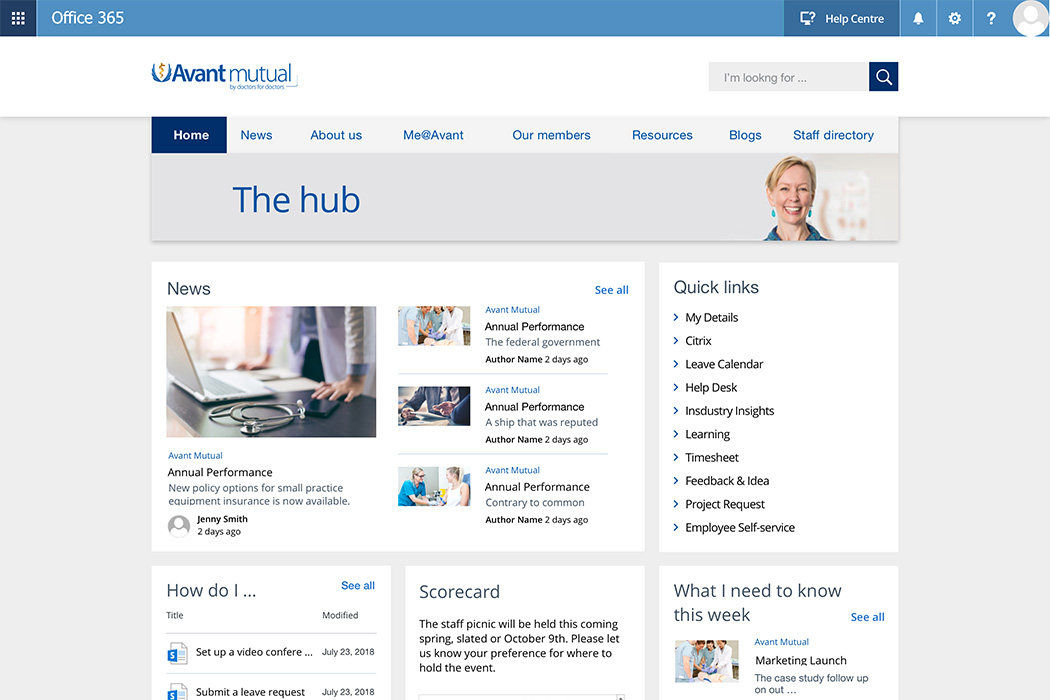 Office 365
Help Centre
?
Avant mutual
by doctors for doctors
I'm lookng for ...
Home
News
About us
Me@Avant
Our members
Resources
Blogs
Staff directory
The hub
News
See all
Avant Mutual
Annual Performance
New policy options for small practice
equipment insurance is now available.
Jenny Smith
2 days ago
Avant Mutual
Annual Performance
The federal government
Author Name 2 days ago
Avant Mutual
Annual Performance
A ship that was reputed
Author Name 2 days ago
Avant Mutual
Annual Performance
Contrary to common
Author Name 2 days ago
Quick links
My Details
Citrix
Leave Calendar
Help Desk
Insdustry Insights
Learning
Timesheet
Feedback & Idea
Project Request
Employee Self-service
How do I ...
See all
Title
Modified
Set up a video confere ...
July 23, 2018
Submit a leave request
July 23, 2018
Scorecard
The staff picnic will be held this coming
spring, slated or October 9th. Please let
us know your preference for where to
hold the event.
What I need to know
this week
See all
Avant Mutual
Marketing Launch
The case study follow up
on out ...